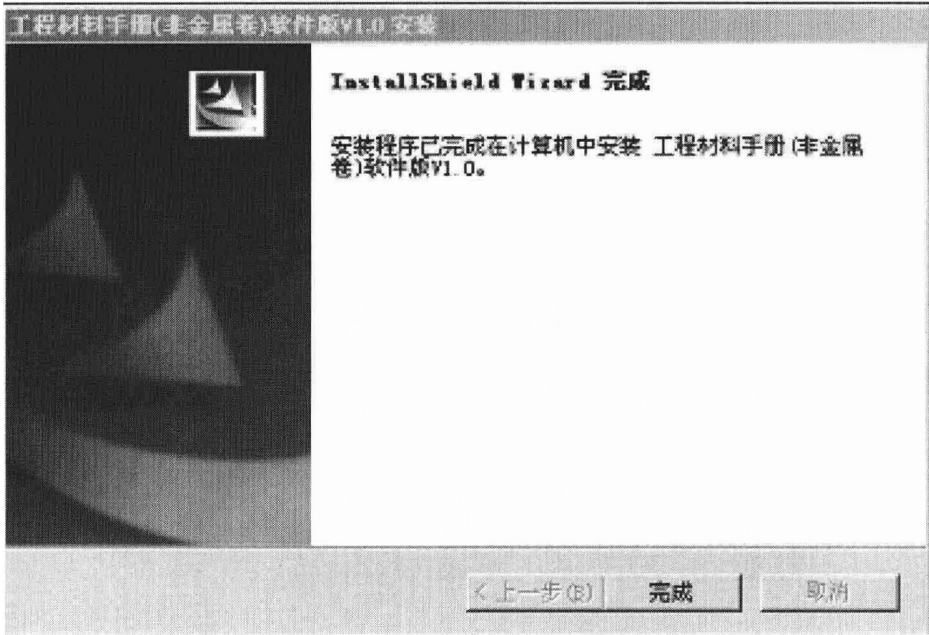 工程材料手册(非金属卷)软件版V1.0 安装
InstallShield Wizard 完成
安装程序已完成在计算机中安装 工程材料手册(非金属
卷)软件版V1.0。
<上一步(B)
完成
取消